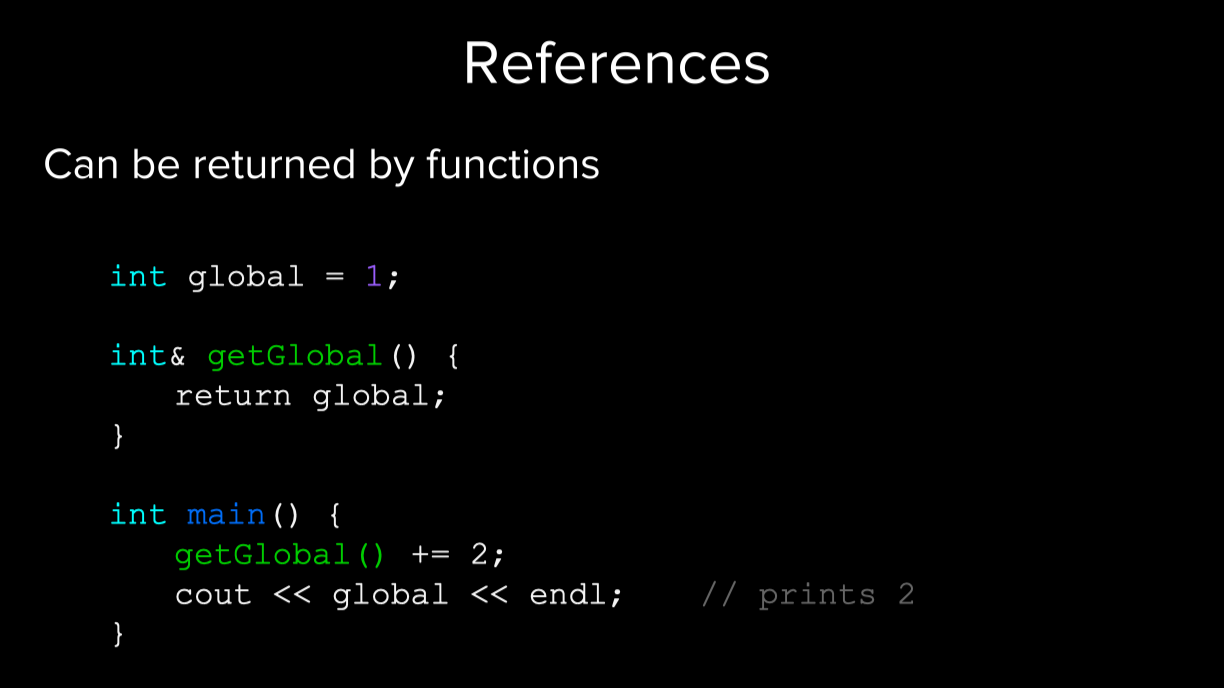 References
Can be returned by functions
int global = 1;
int& getGlobal() {
return global;
}
int main() {
getGlobal() += 2;
cout << global << endl; // prints 2
}